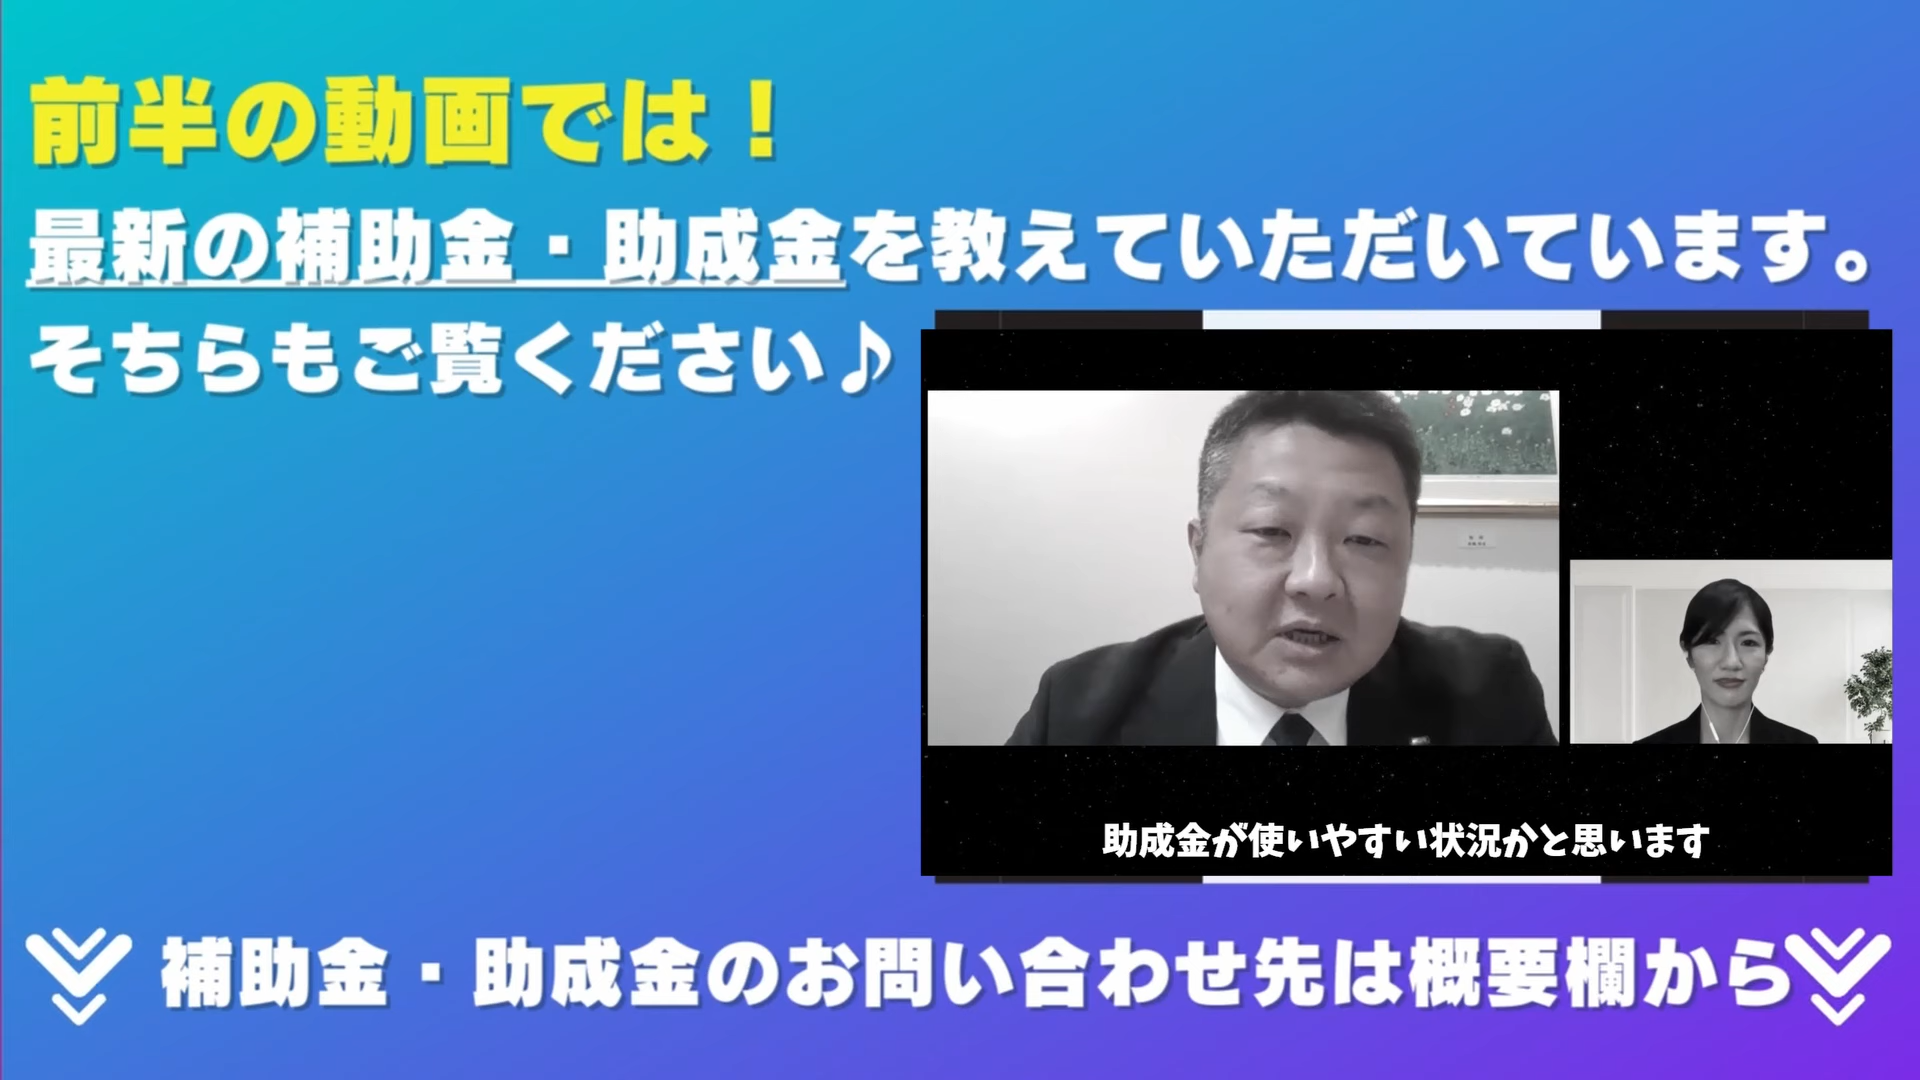 前半の動画では！
最新の補助金・助成金を教えていただいています。
そちらもご覧ください♪
助成金が使いやすい状況かと思います
補助金・助成金のお問い合わせ先は概要欄から